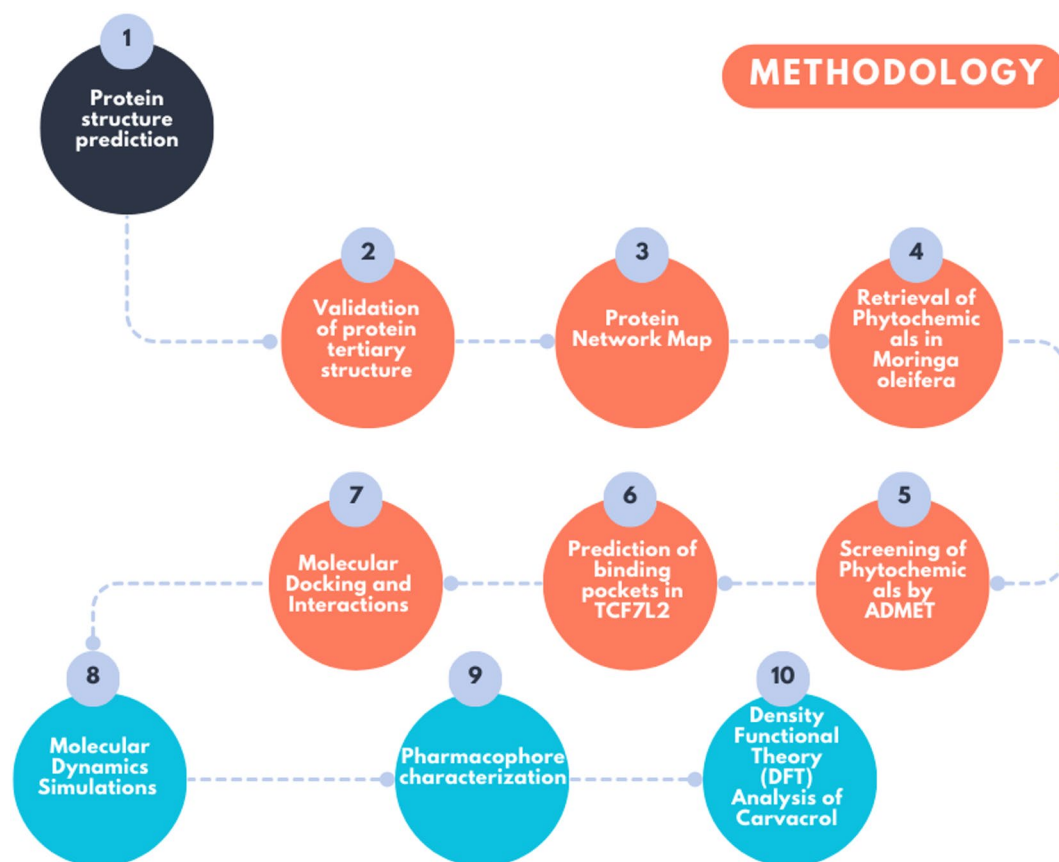 METHODOLOGY
1
Protein
structure
prediction
2
Validation
of protein
tertiary
structure
3
Protein
Network Map
4
Retrieval of
Phytochemic
als in
Moringa
oleifera
5
Screening of
Phytochemic
als by
ADMET
6
Prediction of
binding
pockets in
TCF7L2
7
Molecular
Docking and
Interactions
8
Molecular
Dynamics
Simulations
9
Pharmacophore
characterization
10
Density
Functional
Theory
(DFT)
Analysis of
Carvacrol